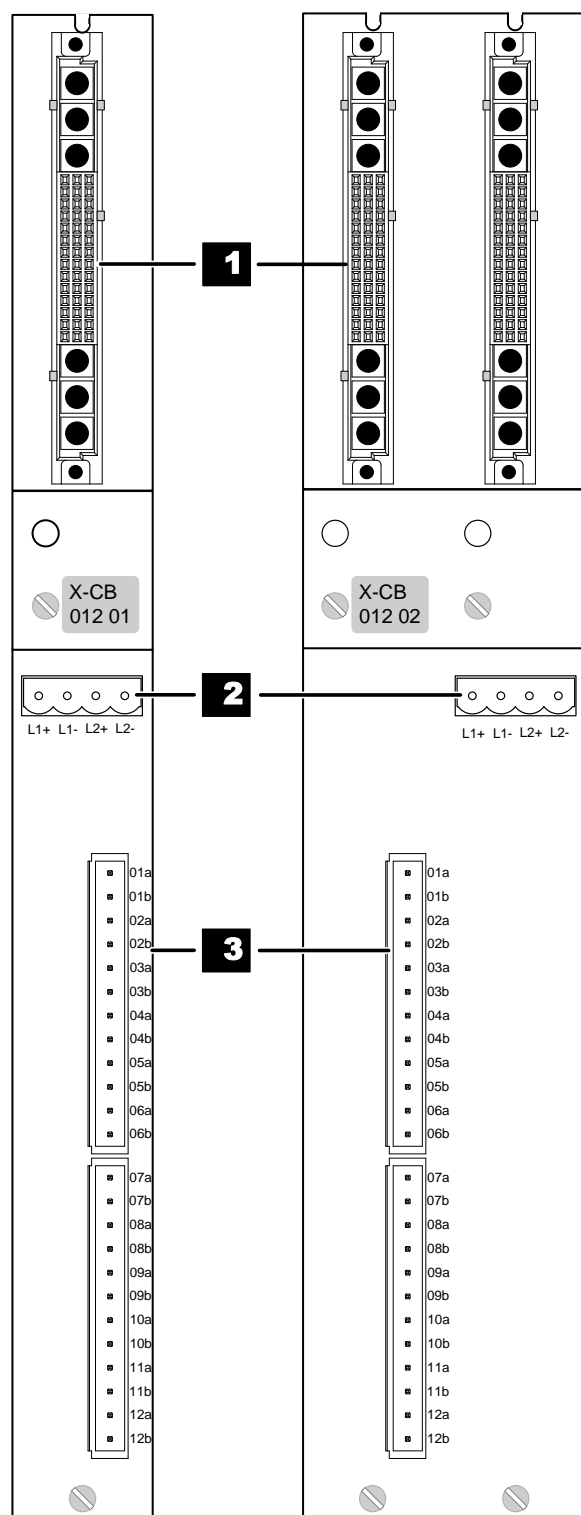 1
X-CB
012 01
X-CB
012 02
2
L1+ L1- L2+ L2-
L1+ L1- L2+ L2-
3
01a
01b
02a
02b
03a
03b
04a
04b
05a
05b
06a
06b
07a
07b
08a
08b
09a
09b
10a
10b
11a
11b
12a
12b
01a
01b
02a
02b
03a
03b
04a
04b
05a
05b
06a
06b
07a
07b
08a
08b
09a
09b
10a
10b
11a
11b
12a
12b